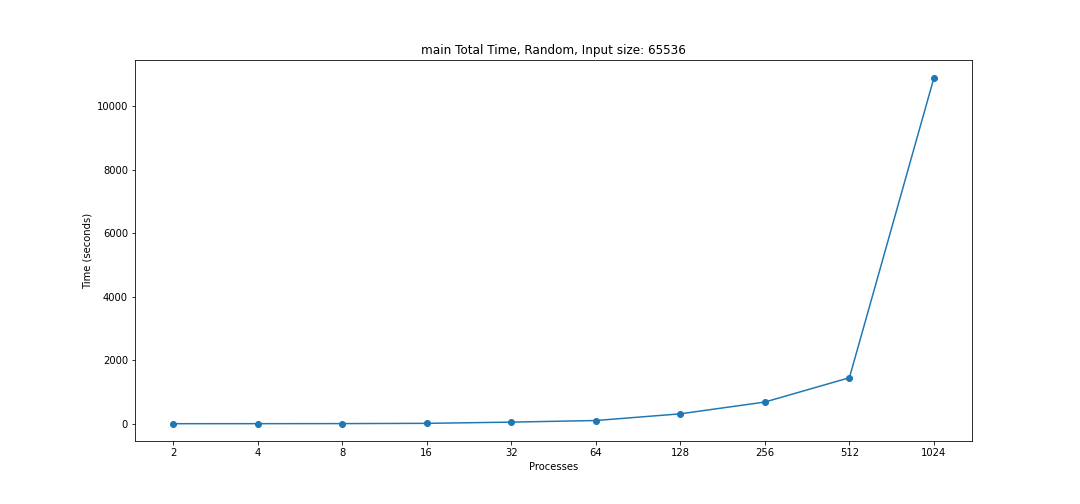 main Total Time, Random, Input size: 65536
Time (seconds)
10000
8000
6000
4000
2000
0
2 4 8 16 32 64 128 256 512 1024
Processes